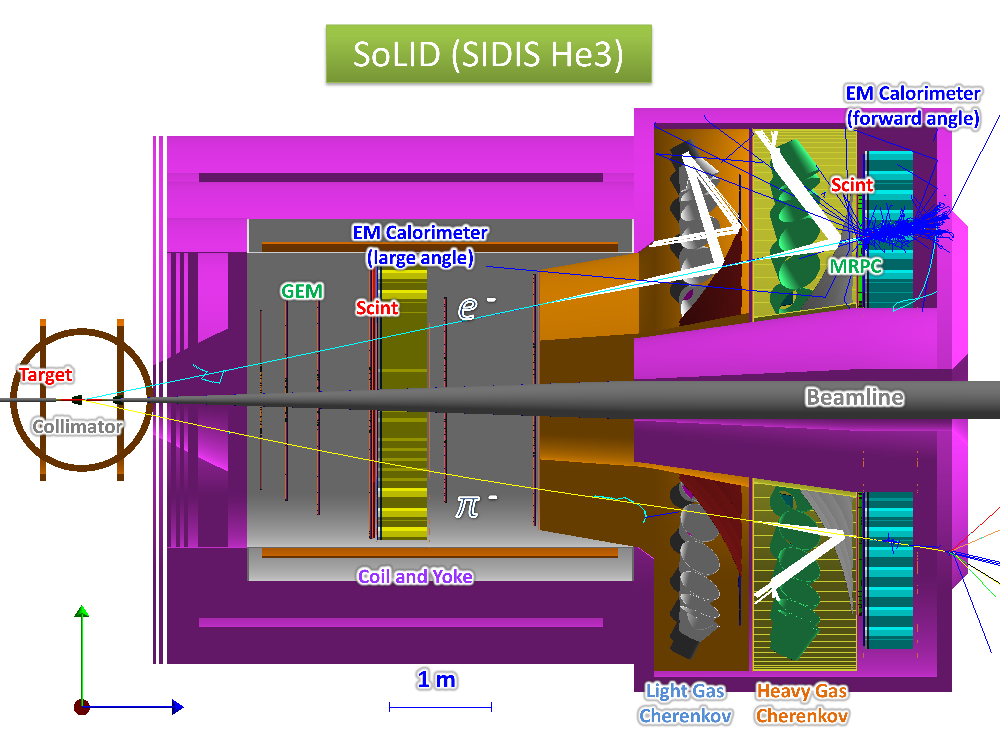 SoLID (SIDIS He3)
EM Calorimeter
(forward angle)
Scint
EM Calorimeter
(large angle)
MRPC
GEM
Scint
e -
Target
Beamline
Collimator
π -
Coil and Yoke
1 m
Light Gas
Cherenkov
Heavy Gas
Cherenkov